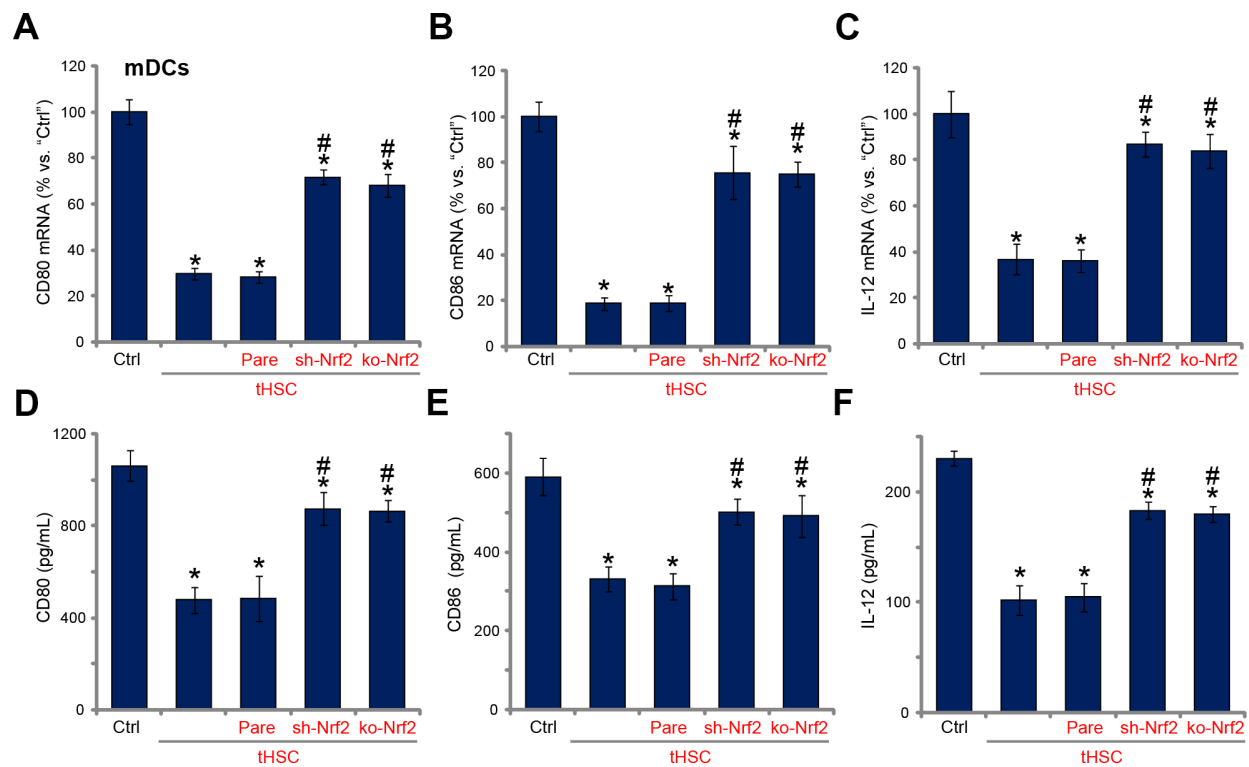 A
mDCs
CD80 mRNA (% vs. “Ctrl”)
120
100
80
60
40
20
0
*
*
#
*
#
*
Ctrl
Pare
sh-Nrf2
ko-Nrf2
tHSC
B
CD86 mRNA (% vs. “Ctrl”)
120
100
80
60
40
20
0
*
*
#
*
#
*
Ctrl
Pare
sh-Nrf2
ko-Nrf2
tHSC
C
IL-12 mRNA (% vs. “Ctrl”)
120
100
80
60
40
20
0
*
*
#
*
#
*
Ctrl
Pare
sh-Nrf2
ko-Nrf2
tHSC
D
CD80 (pg/mL)
1200
800
400
0
*
*
#
*
#
*
Ctrl
Pare
sh-Nrf2
ko-Nrf2
tHSC
E
CD86 (pg/mL)
600
400
200
0
*
*
#
*
#
*
Ctrl
Pare
sh-Nrf2
ko-Nrf2
tHSC
F
IL-12 (pg/mL)
200
100
0
*
*
#
*
#
*
Ctrl
Pare
sh-Nrf2
ko-Nrf2
tHSC